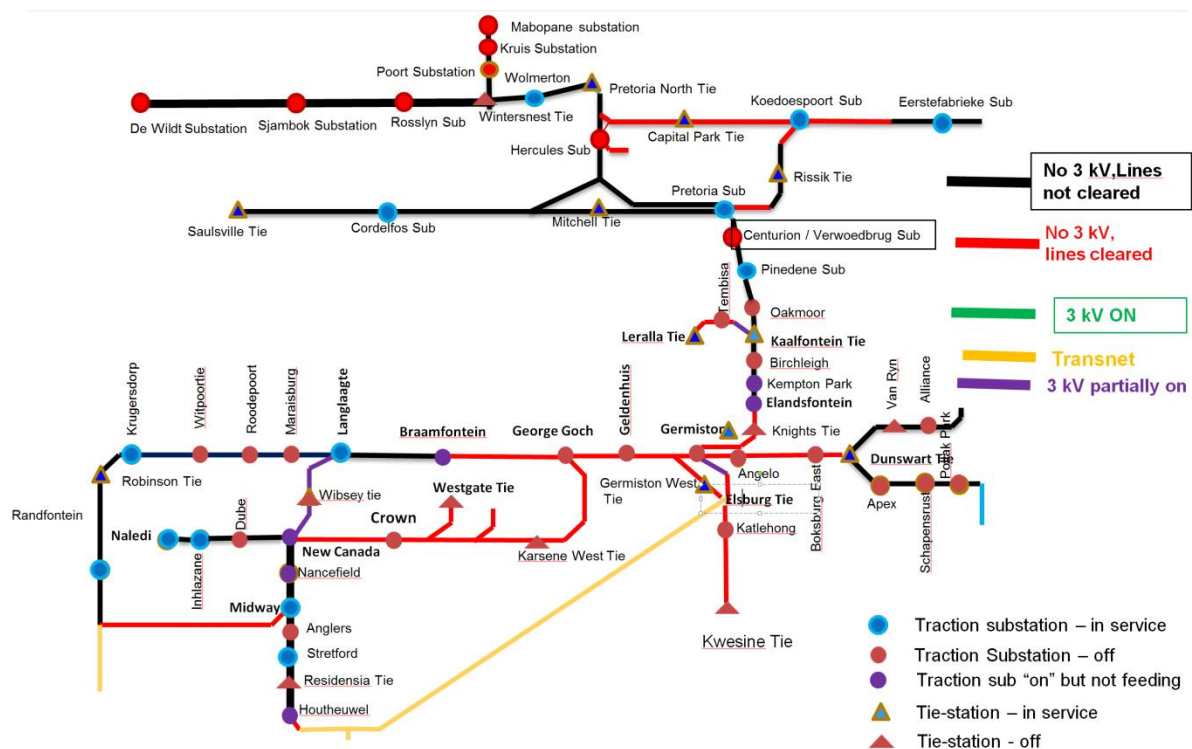 Mabopane substation
Kruis Substation
Poort Substation
Wolmerton
Pretoria North Tie
Koedoespoort Sub
Eerstefabrieke Sub
De Wildt Substation
Sjambok Substation
Rosslyn Sub
Wintersnest Tie
Capital Park Tie
Hercules Sub
Rissik Tie
Pretoria Sub
Saulsville Tie
Cordelfos Sub
Mitchell Tie
Centurion / Verwoedbrug Sub
Pinedene Sub
Tembisa
Oakmoor
Leralla Tie
Kaalfontein Tie
Birchleigh
Kempton Park
Elandsfontein
Knights Tie
No 3 kV,Lines
not cleared
No 3 kV,
lines cleared
3 kV ON
Transnet
3 kV partially on
Krugersdorp
Witpoortie
Roodepoort
Maraisburg
Langlaagte
Braamfontein
George Goch
Geldenhuis
Germiston
Van Ryn
Alliance
Pollak Park
Dunswart Tie
Angelo
Boksburg East
Apex
Schapensrust
Robinson Tie
Wibsey tie
Westgate Tie
Germiston West
Tie
Elsburg Tie
Katlehong
Randfontein
Naledi
Inhlazane
Dube
New Canada
Crown
Karsene West Tie
Nancefield
Midway
Anglers
Stretford
Residensia Tie
Houtheuwel
Kwesine Tie
Traction substation – in service
Traction Substation – off
Traction sub “on” but not feeding
Tie-station – in service
Tie-station - off